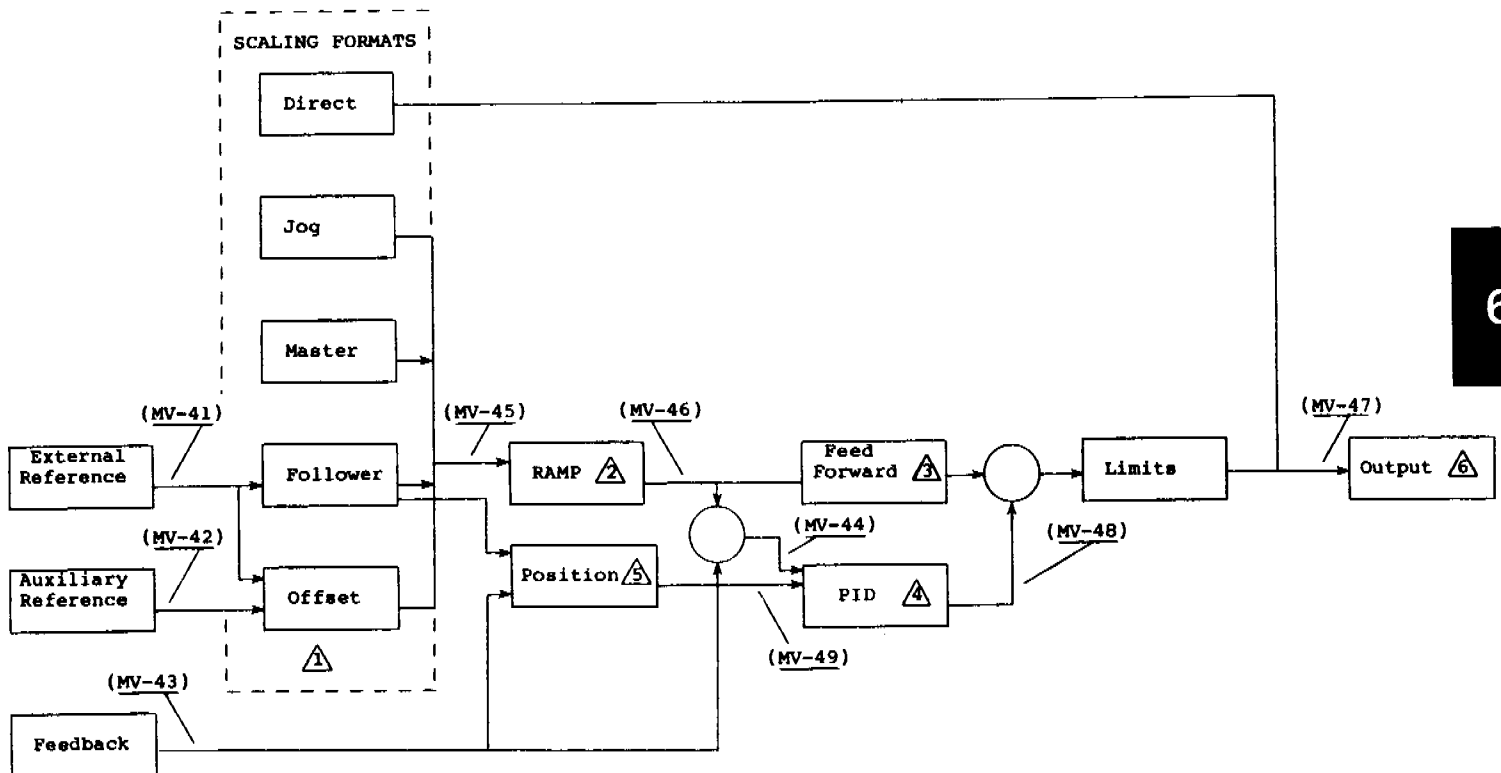 SCALING FORMATS
Direct
Jog
6
Master
(MV-41)
(MV-45)
(MV-46)
(MV-47)
External
Reference
Follower
RAMP 2
Feed
Forward 3
Limits
Output 6
(MV-42)
(MV-44)
(MV-48)
Auxiliary
Reference
Offset
Position 5
PID 4
1
(MV-49)
(MV-43)
Feedback